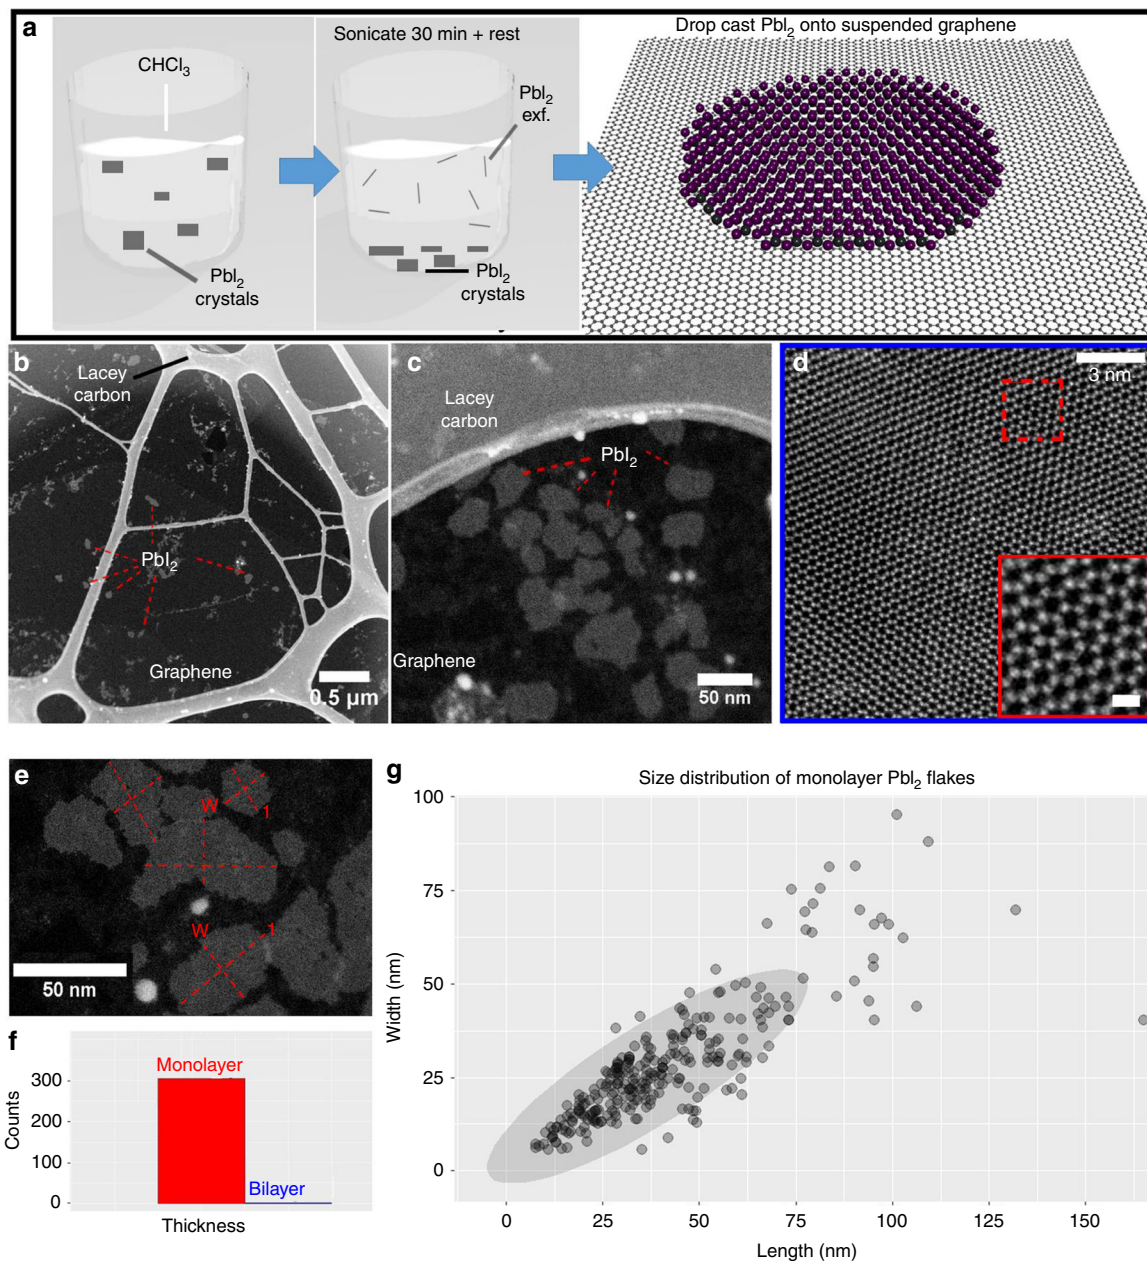 a
CHCl3
PbI2
crystals
Sonicate 30 min + rest
PbI2
exf.
PbI2
crystals
Drop cast PbI2 onto suspended graphene
b
Lacey
carbon
PbI2
Graphene
0.5 µm
c
Lacey
carbon
PbI2
Graphene
50 nm
d
3 nm
e
W
1
W
1
50 nm
f
Monolayer
Bilayer
300
200
100
0
Counts
Thickness
g
Size distribution of monolayer PbI2 flakes
100
75
50
25
0
Width (nm)
0 25 50 75 100 125 150
Length (nm)